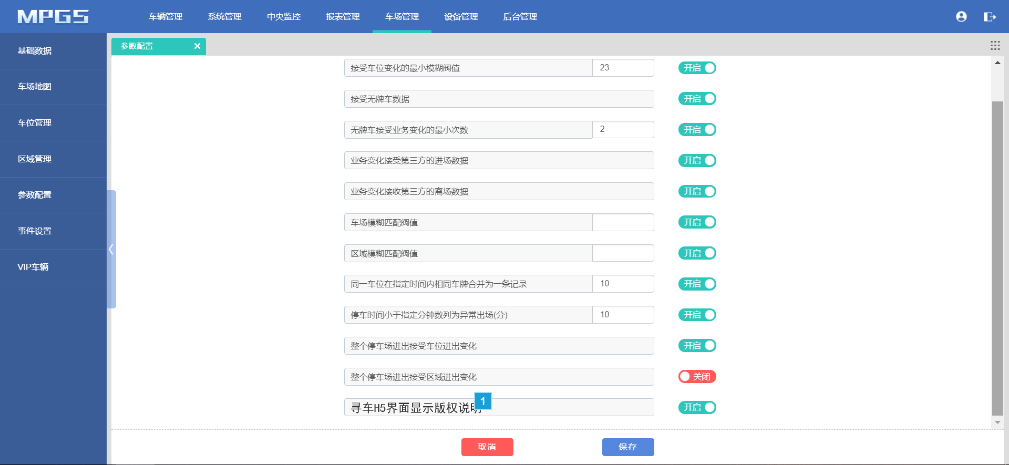 MPGS
车辆管理 系统管理 中央监控 报表管理 车场管理 设备管理 后台管理
基础数据
车场地图
车位管理
区域管理
参数配置
事件设置
VIP车辆
参数配置 ×
接受车位变化的最小模糊阀值 23 开启
接受无牌车数据 开启
无牌车接受业务变化的最小次数 2 开启
业务变化接受第三方的进场数据 开启
业务变化接收第三方的离场数据 开启
车场模糊匹配阀值 开启
区域模糊匹配阀值 开启
同一车位在指定时间内相同车牌合并为一条记录 10 开启
停车时间小于指定分钟数列为异常出场(分) 10 开启
整个停车场进出接受车位进出变化 开启
整个停车场进出接受区域进出变化 关闭
寻车H5界面显示版权说明 1 开启
取消 保存